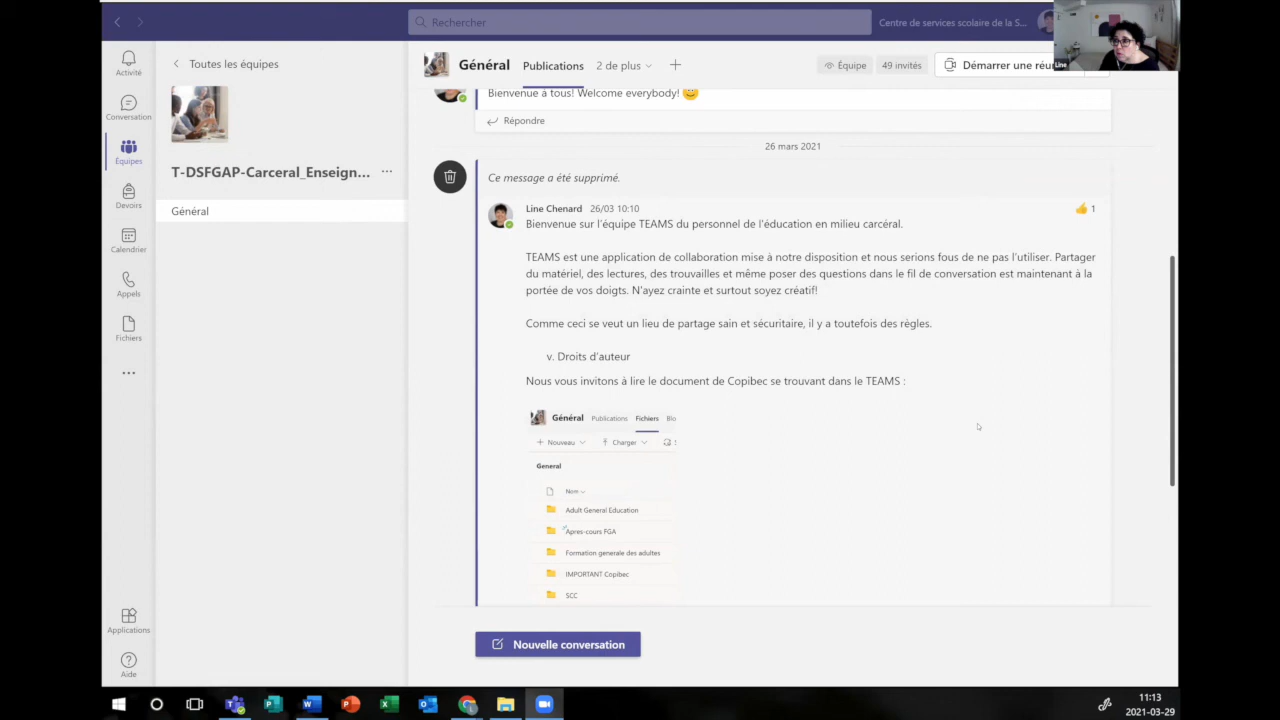 Rechercher
Centre de services scolaire de la S...
Line
Activité
Conversation
Équipes
Devoirs
Calendrier
Appels
Fichiers
Applications
Aide
Toutes les équipes
T-DSFGAP-Carceral_Enseign...
Général
Général Publications 2 de plus
Équipe 49 invités Démarrer une réu
Bienvenue à tous! Welcome everybody!
Répondre
26 mars 2021
Ce message a été supprimé.
Line Chenard 26/03 10:10 1
Bienvenue sur l'équipe TEAMS du personnel de l'éducation en milieu carcéral.
TEAMS est une application de collaboration mise à notre disposition et nous serions fous de ne pas l'utiliser. Partager
du matériel, des lectures, des trouvailles et même poser des questions dans le fil de conversation est maintenant à la
portée de vos doigts. N'ayez crainte et surtout soyez créatif!
Comme ceci se veut un lieu de partage sain et sécuritaire, il y a toutefois des règles.
v. Droits d'auteur
Nous vous invitons à lire le document de Copibec se trouvant dans le TEAMS :
Général Publications Fichiers Blo
Nouveau Charger
General
Nom
Adult General Education
Apres-cours FGA
Formation generale des adultes
IMPORTANT Copibec
SCC
Nouvelle conversation
11:13
2021-03-29